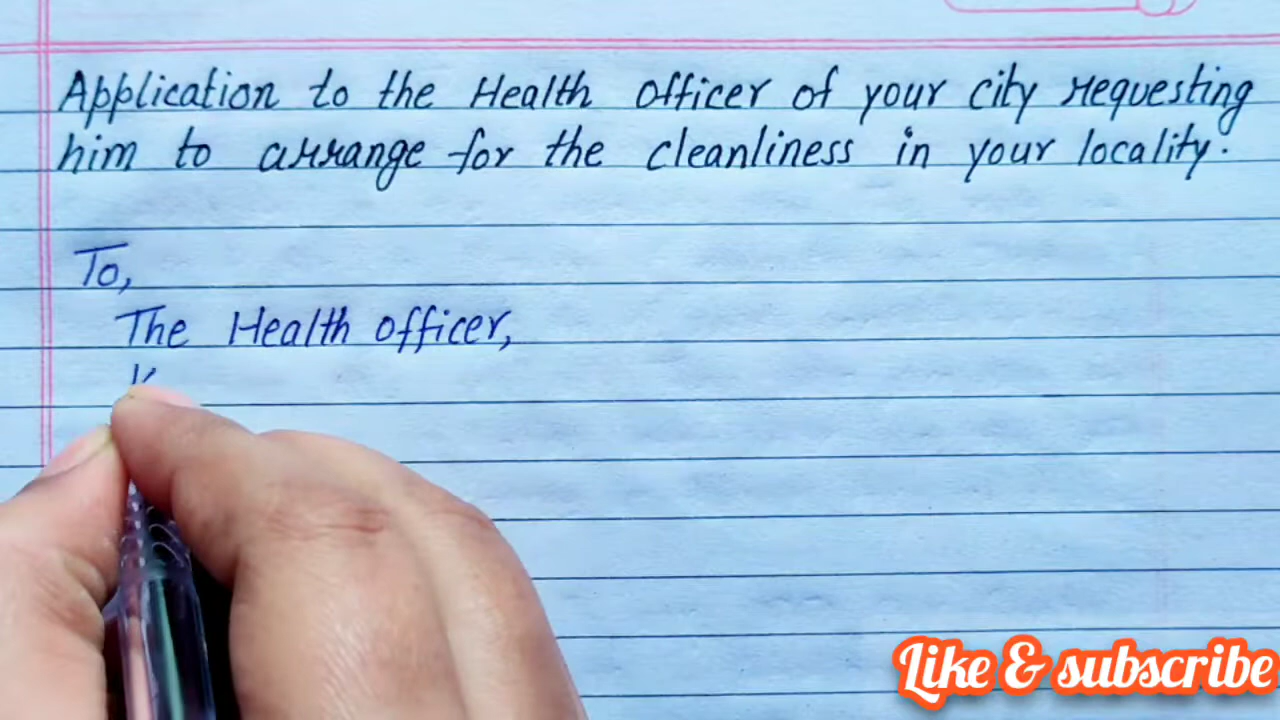 Application to the Health officer of your city requesting
him to arrange for the cleanliness in your locality.
To,
The Health officer,
Like & subscribe